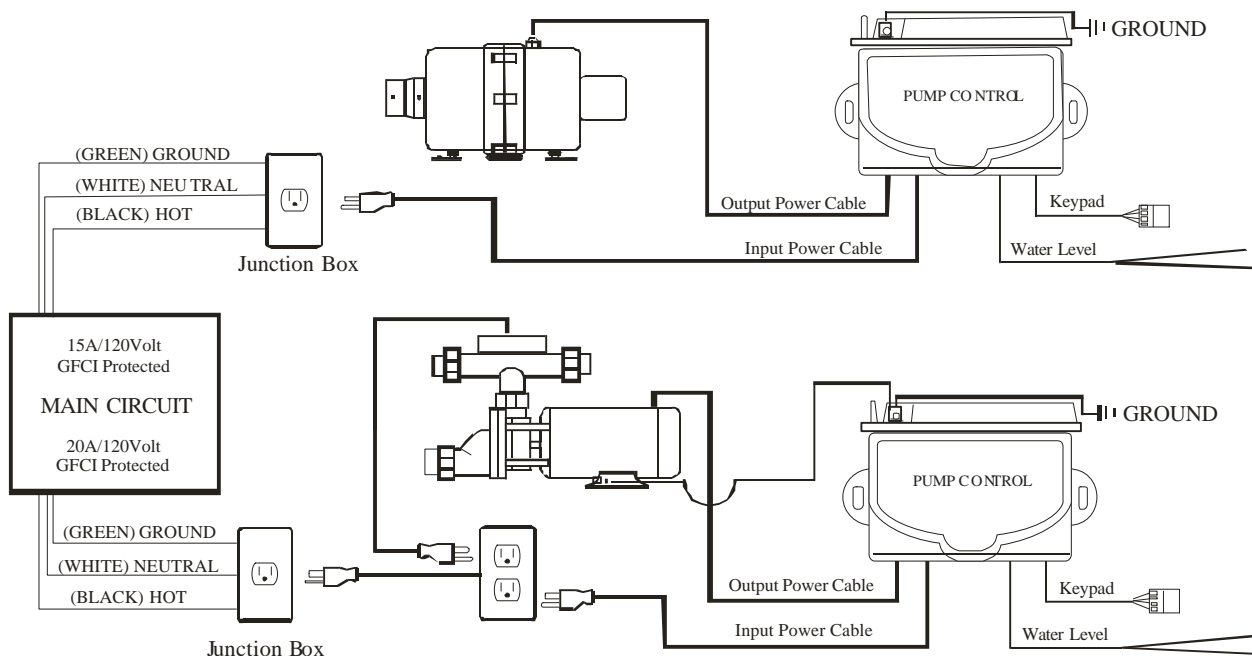 GROUND
PUMP CONTROL
(GREEN) GROUND
(WHITE) NEUTRAL
(BLACK) HOT
Output Power Cable
Keypad
Input Power Cable
Water Level
Junction Box
15A/120Volt
GFCI Protected
MAIN CIRCUIT
20A/120Volt
GFCI Protected
GROUND
PUMP CONTROL
(GREEN) GROUND
(WHITE) NEUTRAL
(BLACK) HOT
Output Power Cable
Keypad
Input Power Cable
Water Level
Junction Box